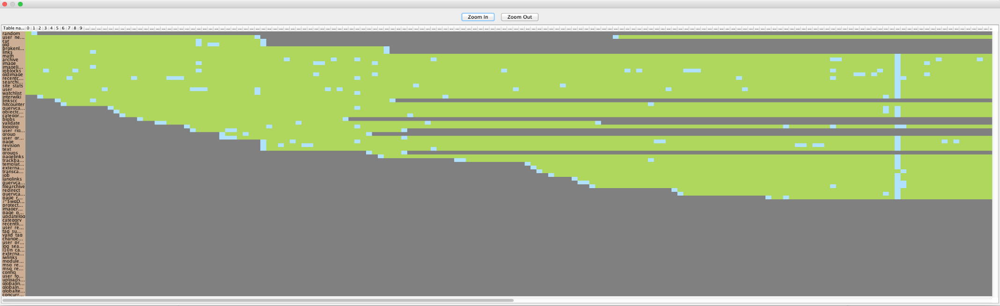 Zoom In Zoom Out
Table na... 0 1 2 3 4 5 6 7 8 9 ... ... ... ... ... ... ... ... ... ... ... ... ... ... ... ... ... ... ... ... ... ... ... ... ... ... ... ... ... ... ... ... ... ... ... ... ... ... ... ... ... ... ... ... ... ... ... ... ... ... ... ... ... ... ... ... ... ... ... ... ... ... ... ... ... ... ... ... ... ... ... ... ... ... ... ... ... ... ... ... ... ... ... ... ... ... ... ... ... ... ... ... ... ... ... ... ... ... ... ... ... ... ... ... ... ... ... ... ... ... ... ... ... ... ... ... ... ... ... ... ... ... ... ... ... ... ... ... ... ... ... ... ... ... ... ... ... ... ... ... ... ... ... ... ... ... ... ... ... ... ... ... ... ... ..
random
user_ne...
cur
old
brokenl...
links
math
archive
image
imageli...
ipblocks
oldimage
recentc...
searchi...
site_stats
user
watchlist
interwiki
linkscc
hitcounter
queryca...
objectc...
categor...
blobs
validate
logging
user_rig...
group
user_gr...
page
revision
text
groups
pagelinks
trackba...
templat...
externa...
transca...
job
langlinks
queryca...
filearchive
redirect
queryca...
page_r...
/*$wgD...
protect...
imager...
page_p...
updatelog
category
recentli...
user_re...
tag_su...
valid_tag
change...
user_pr...
log_sea...
l10n_ca...
externa...
iwlinks
module...
msg_re...
msg_re...
config
user_fo...
uploads...
globalin...
globaln...
globalte...
concurr...